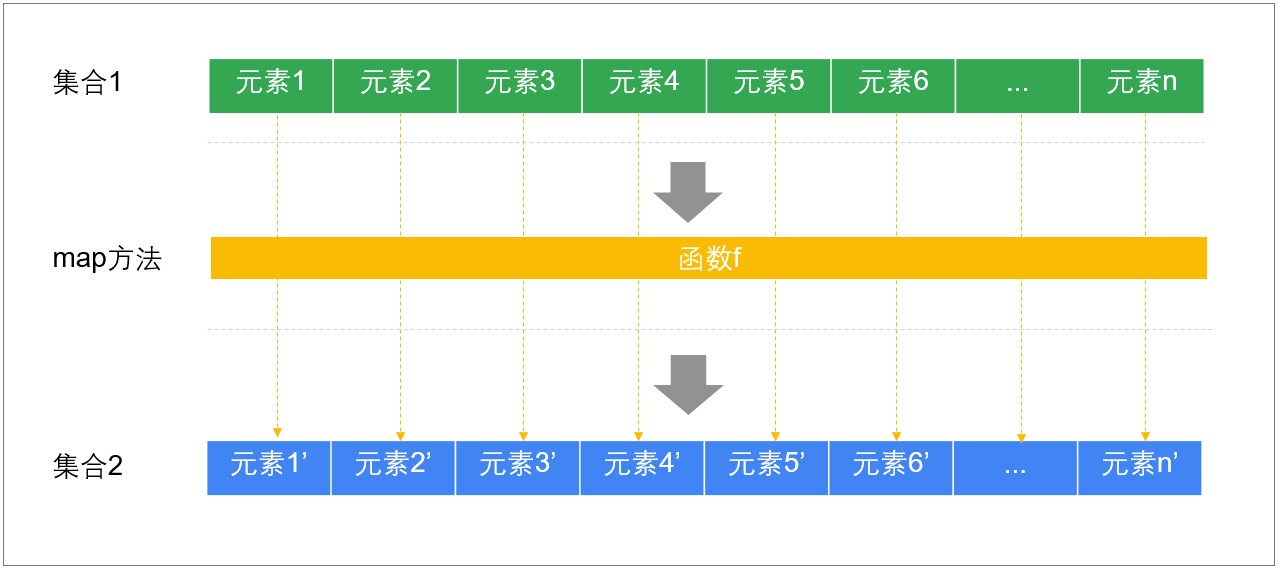 集合1 元素1 元素2 元素3 元素4 元素5 元素6 ... 元素n
map方法 函数f
集合2 元素1’ 元素2’ 元素3’ 元素4’ 元素5’ 元素6’ ... 元素n’